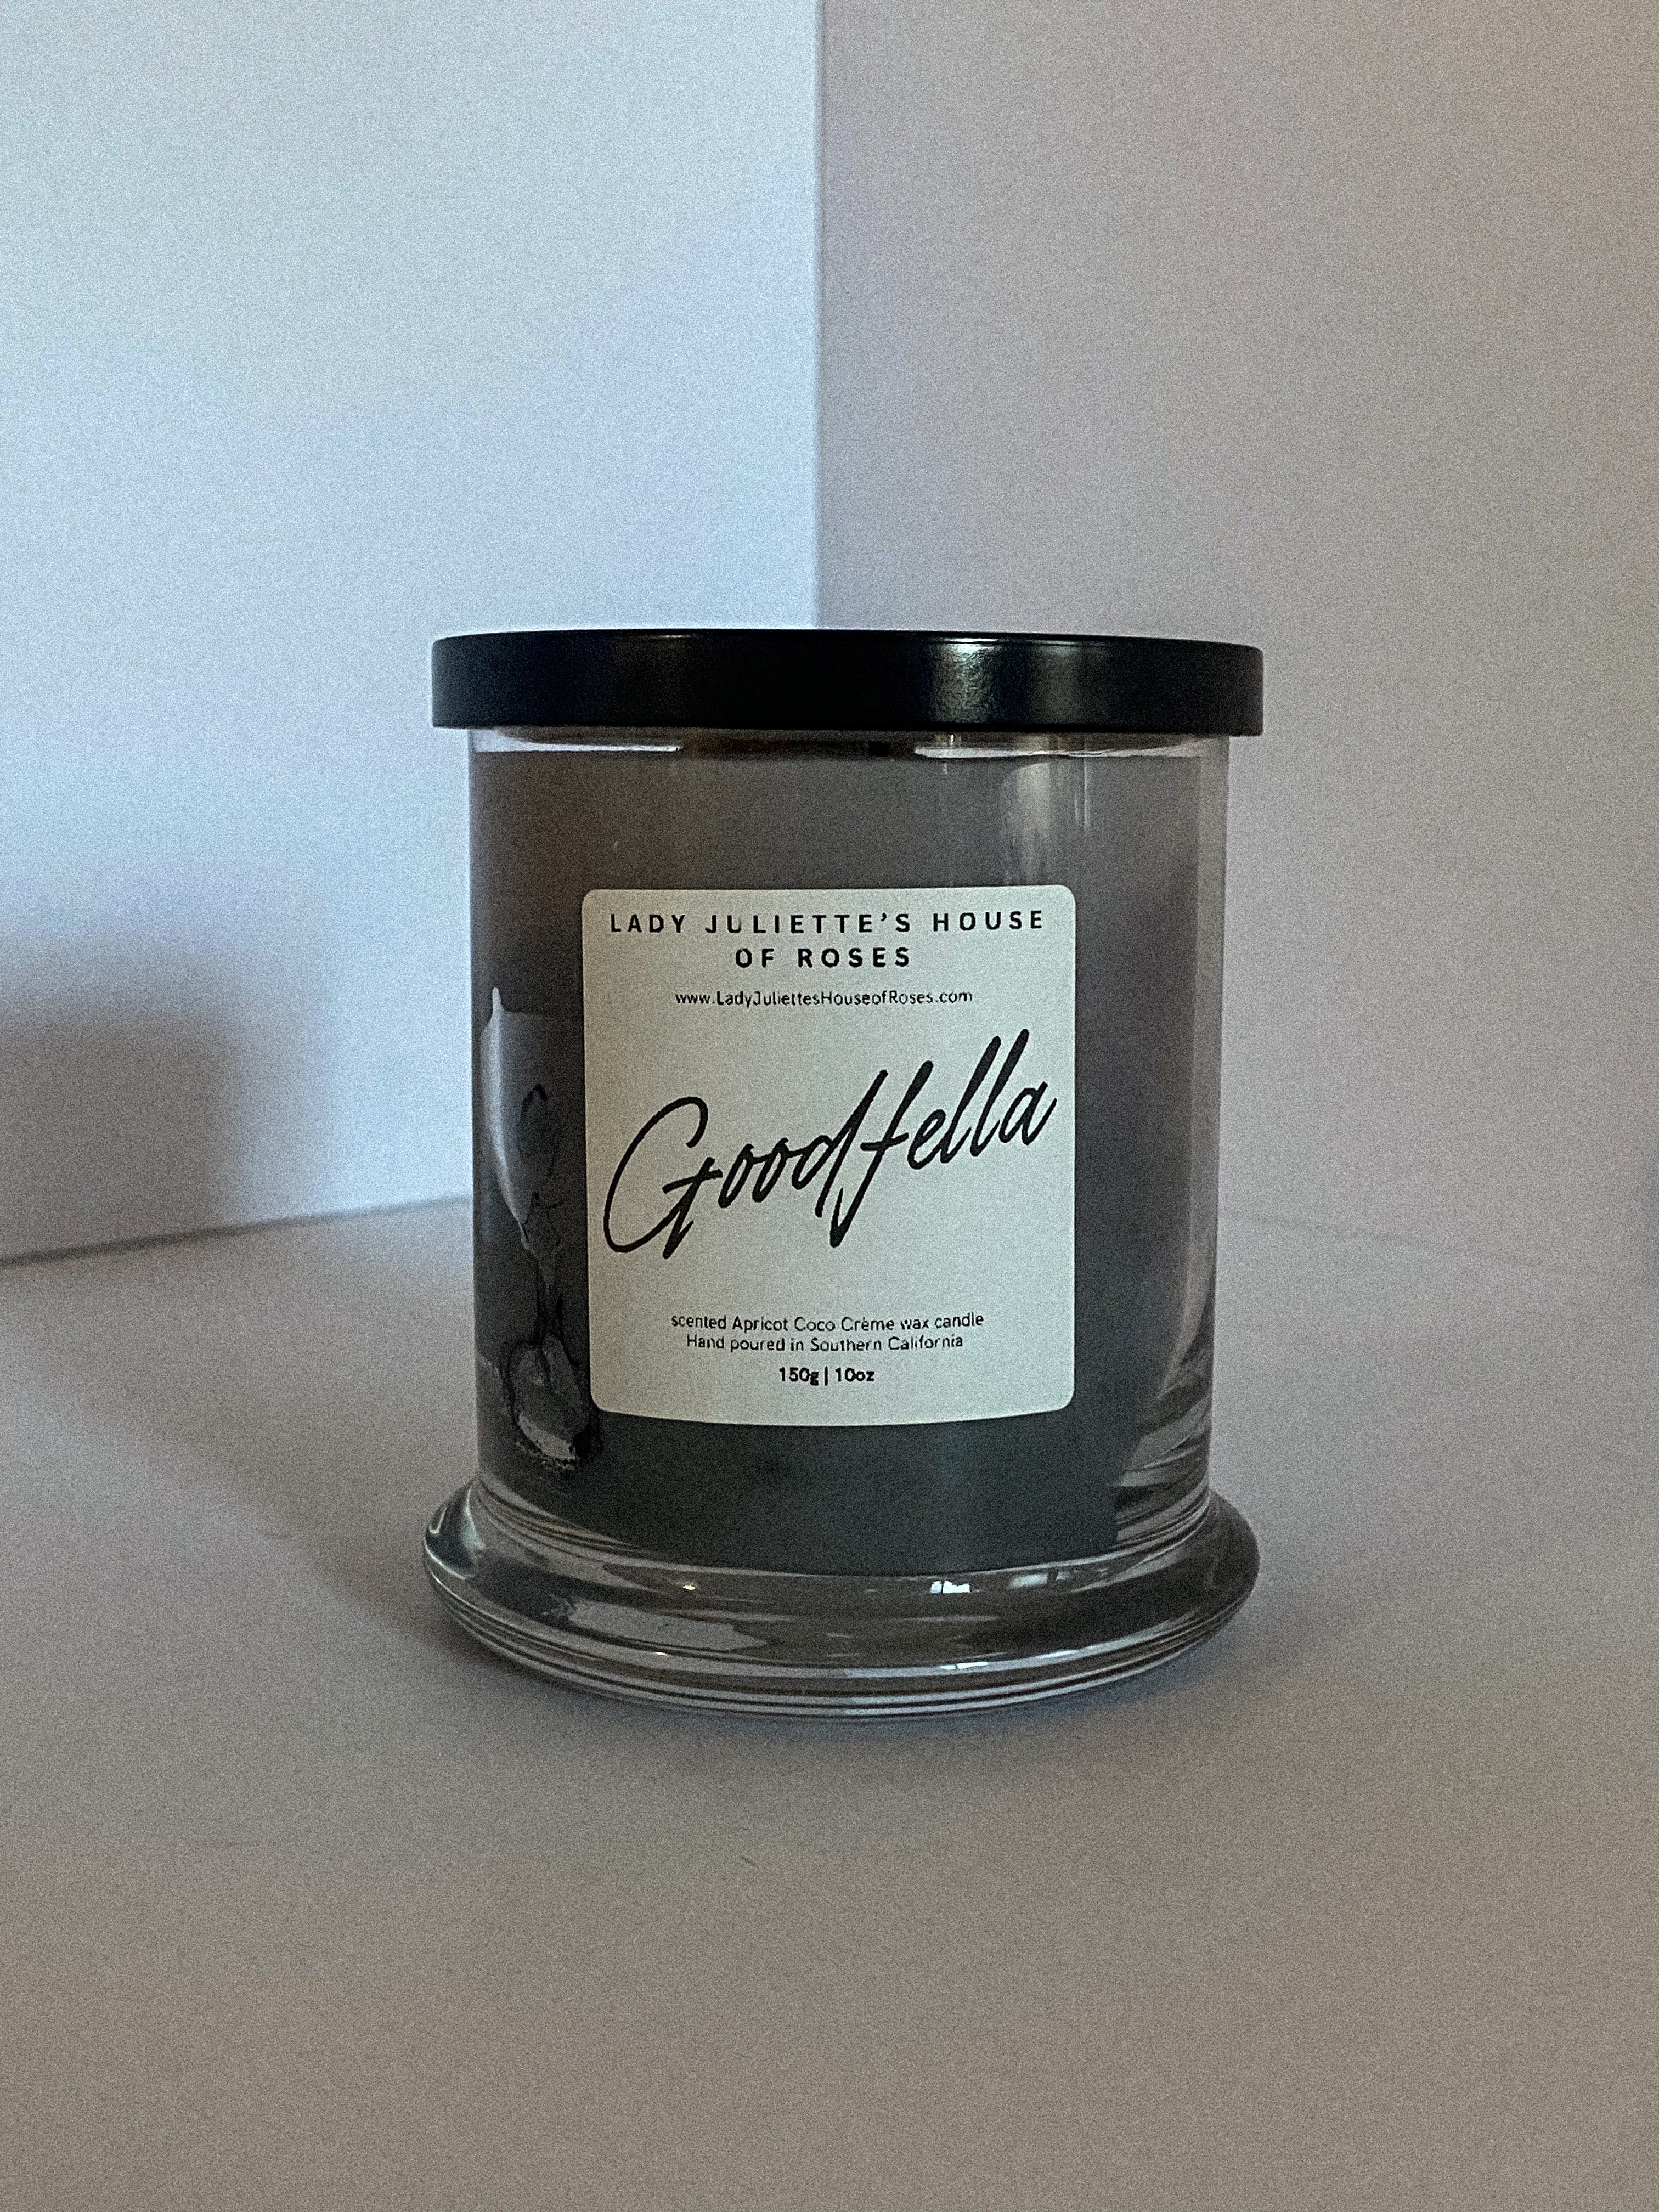 LADY JULIETTE'S HOUSE
OF ROSES
www.LadyJuliettesHouseofRoses.com
Goodfella
scented Apricot Coco Crème wax candle
Hand poured in Southern California
150g | 10oz